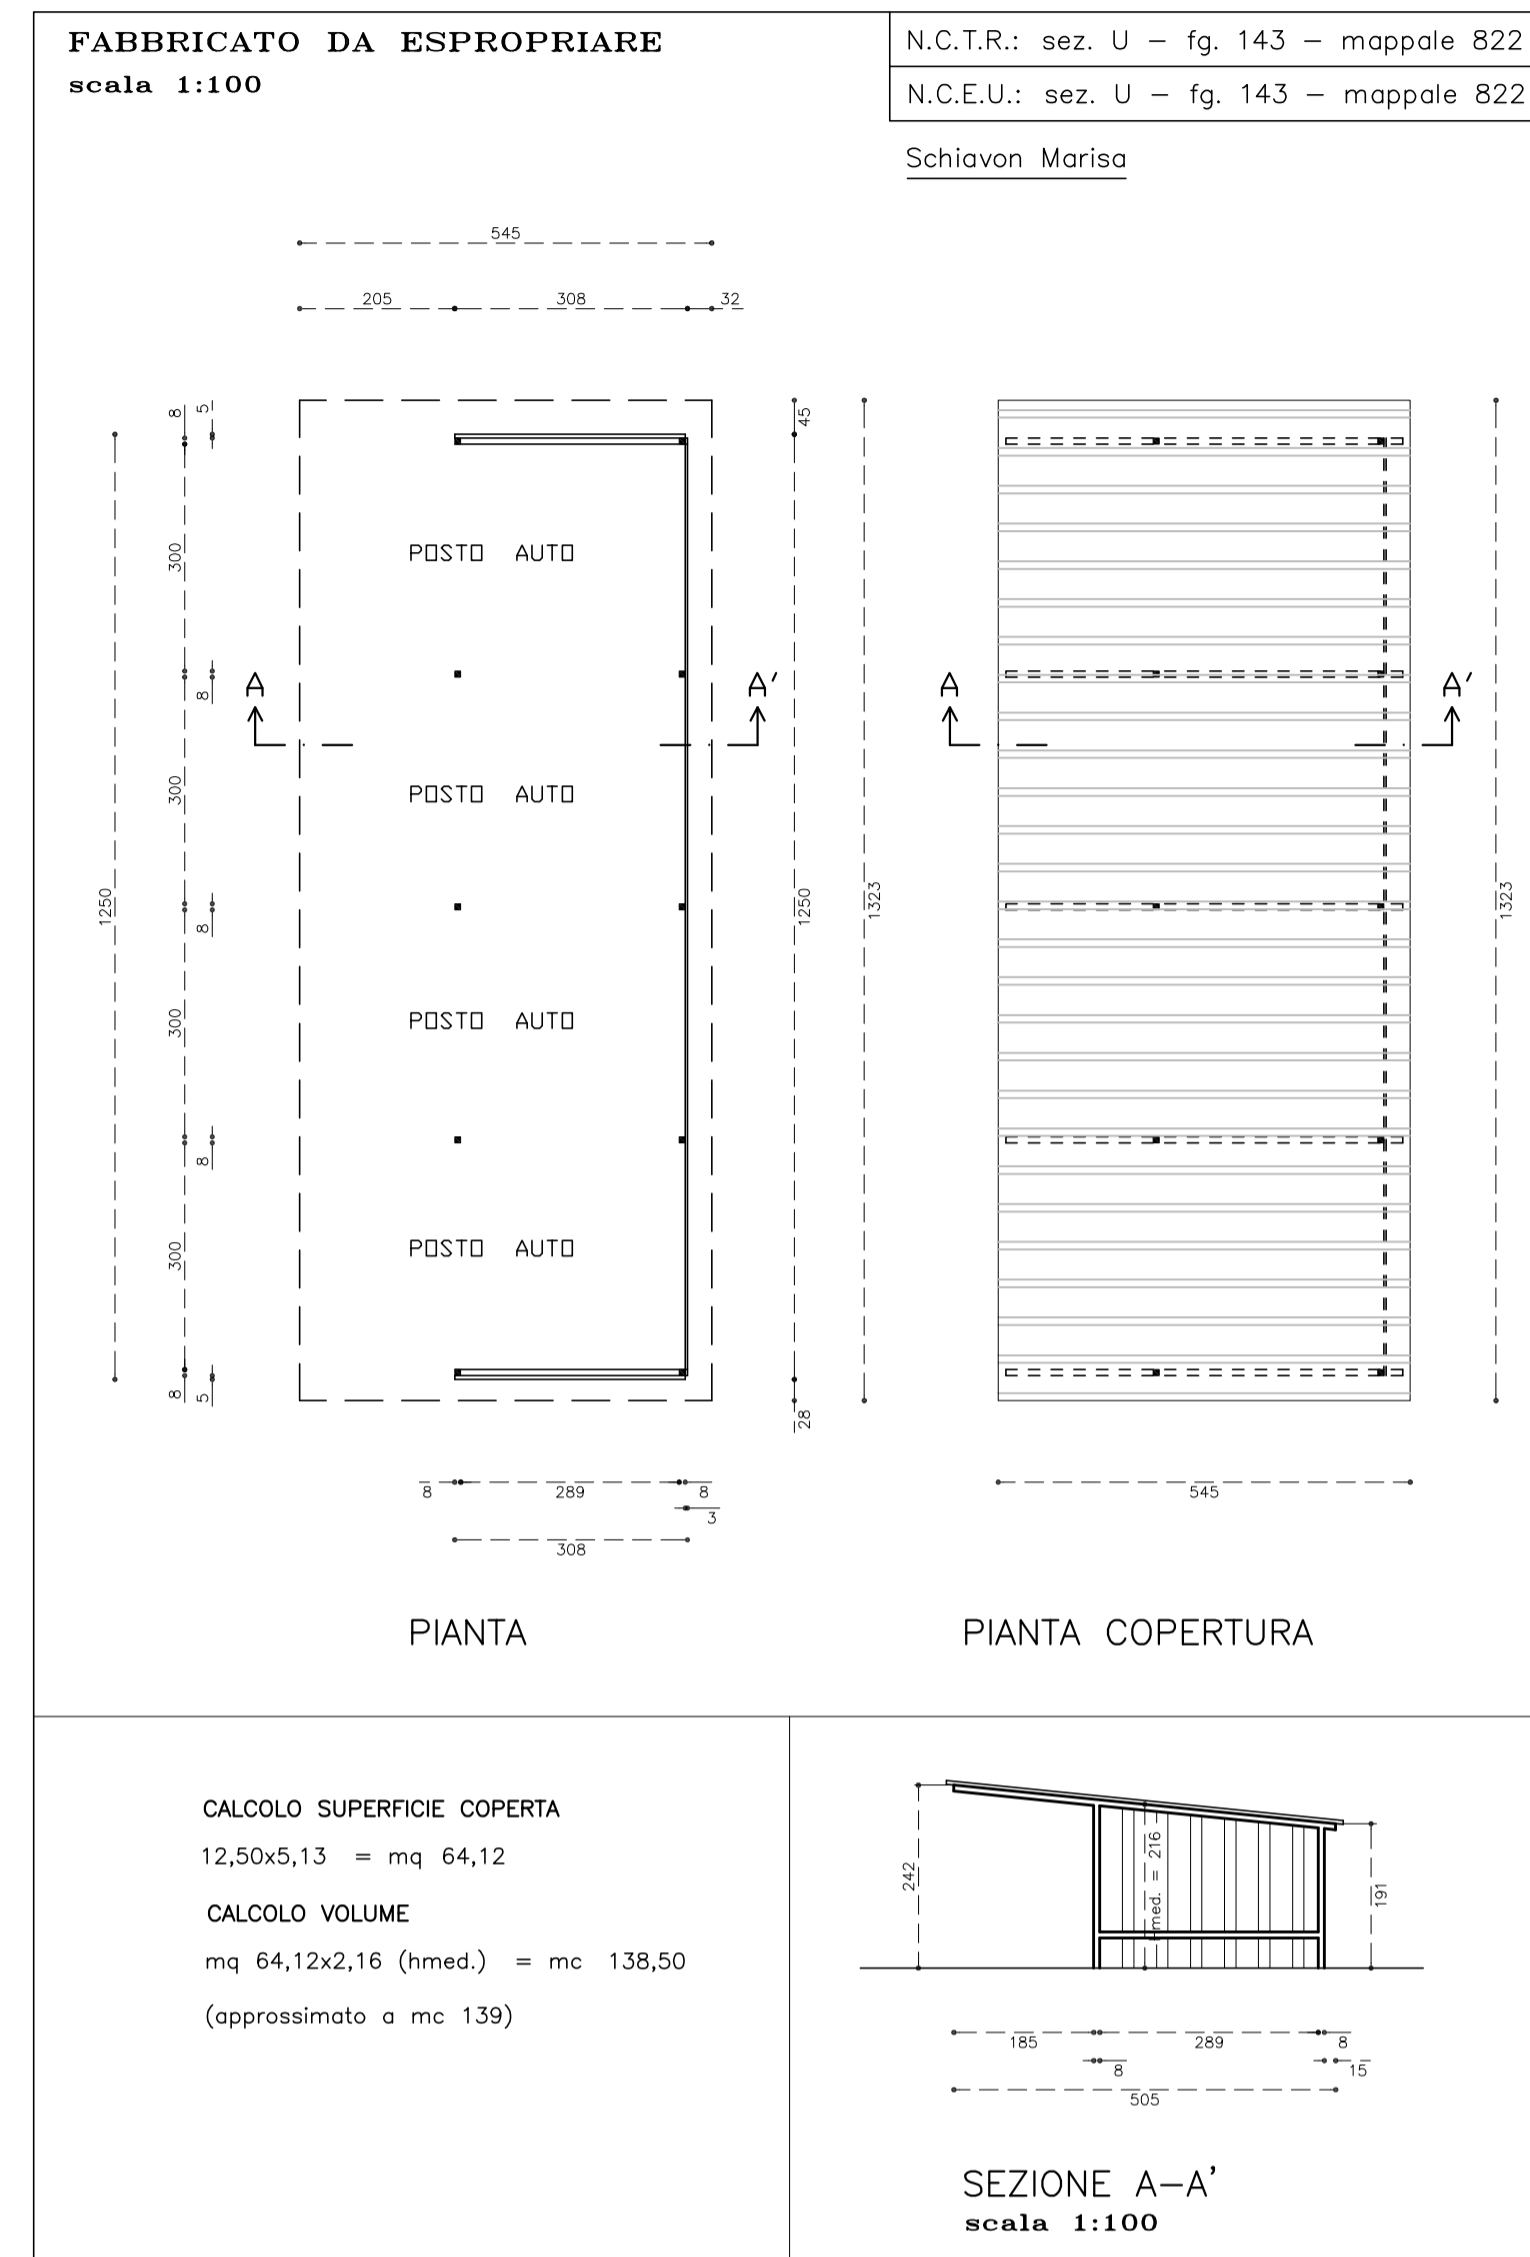 FABBRICATO DA ESPROPRIARE
scala 1:100
N.C.T.R.: sez. U – fg. 143 – mappale 822
N.C.E.U.: sez. U – fg. 143 – mappale 822
Schiavon Marisa
545
205 308 32
8 5
45
300
POSTO AUTO
8
A A'
A A'
300
POSTO AUTO
1250
8
1250
1323
1323
300
POSTO AUTO
8
300
POSTO AUTO
8 5
28
8 289 8
3
308
545
PIANTA
PIANTA COPERTURA
CALCOLO SUPERFICIE COPERTA
12,50x5,13 = mq 64,12
CALCOLO VOLUME
mq 64,12x2,16 (hmed.) = mc 138,50
(approssimato a mc 139)
242
Hmed. = 216
191
185 289 8
8 15
505
SEZIONE A–A'
scala 1:100